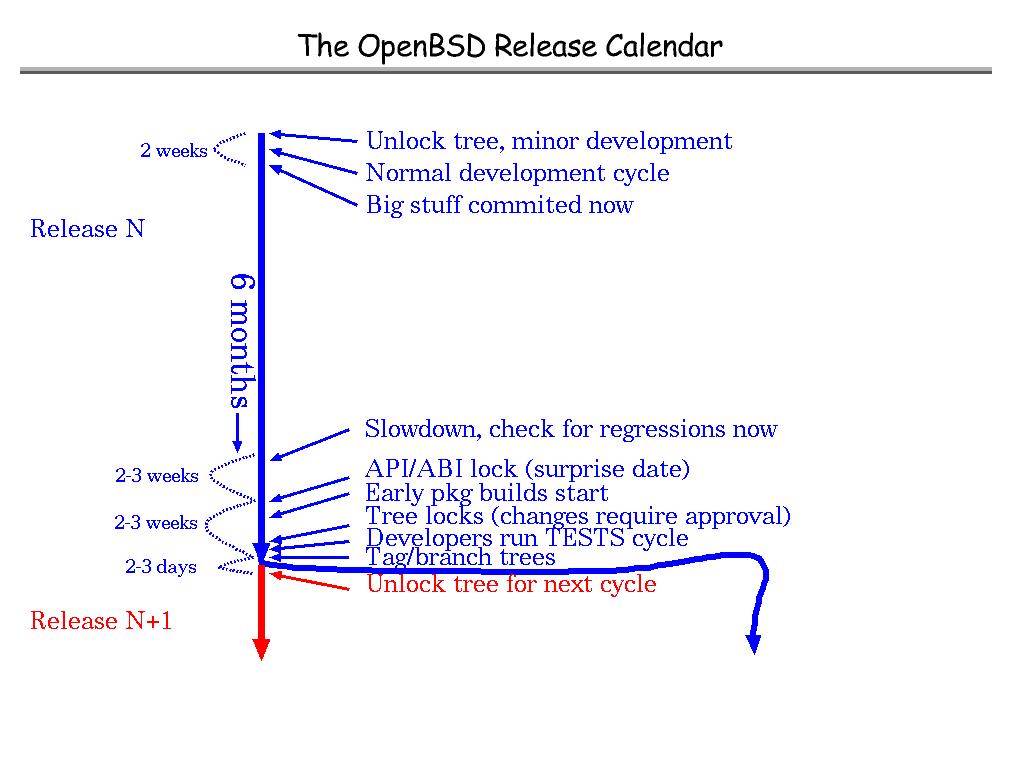 The OpenBSD Release Calendar
2 weeks
Unlock tree, minor development
Normal development cycle
Big stuff commited now
Release N
6 months
Slowdown, check for regressions now
2-3 weeks
API/ABI lock (surprise date)
Early pkg builds start
2-3 weeks
Tree locks (changes require approval)
Developers run TESTS cycle
Tag/branch trees
2-3 days
Unlock tree for next cycle
Release N+1